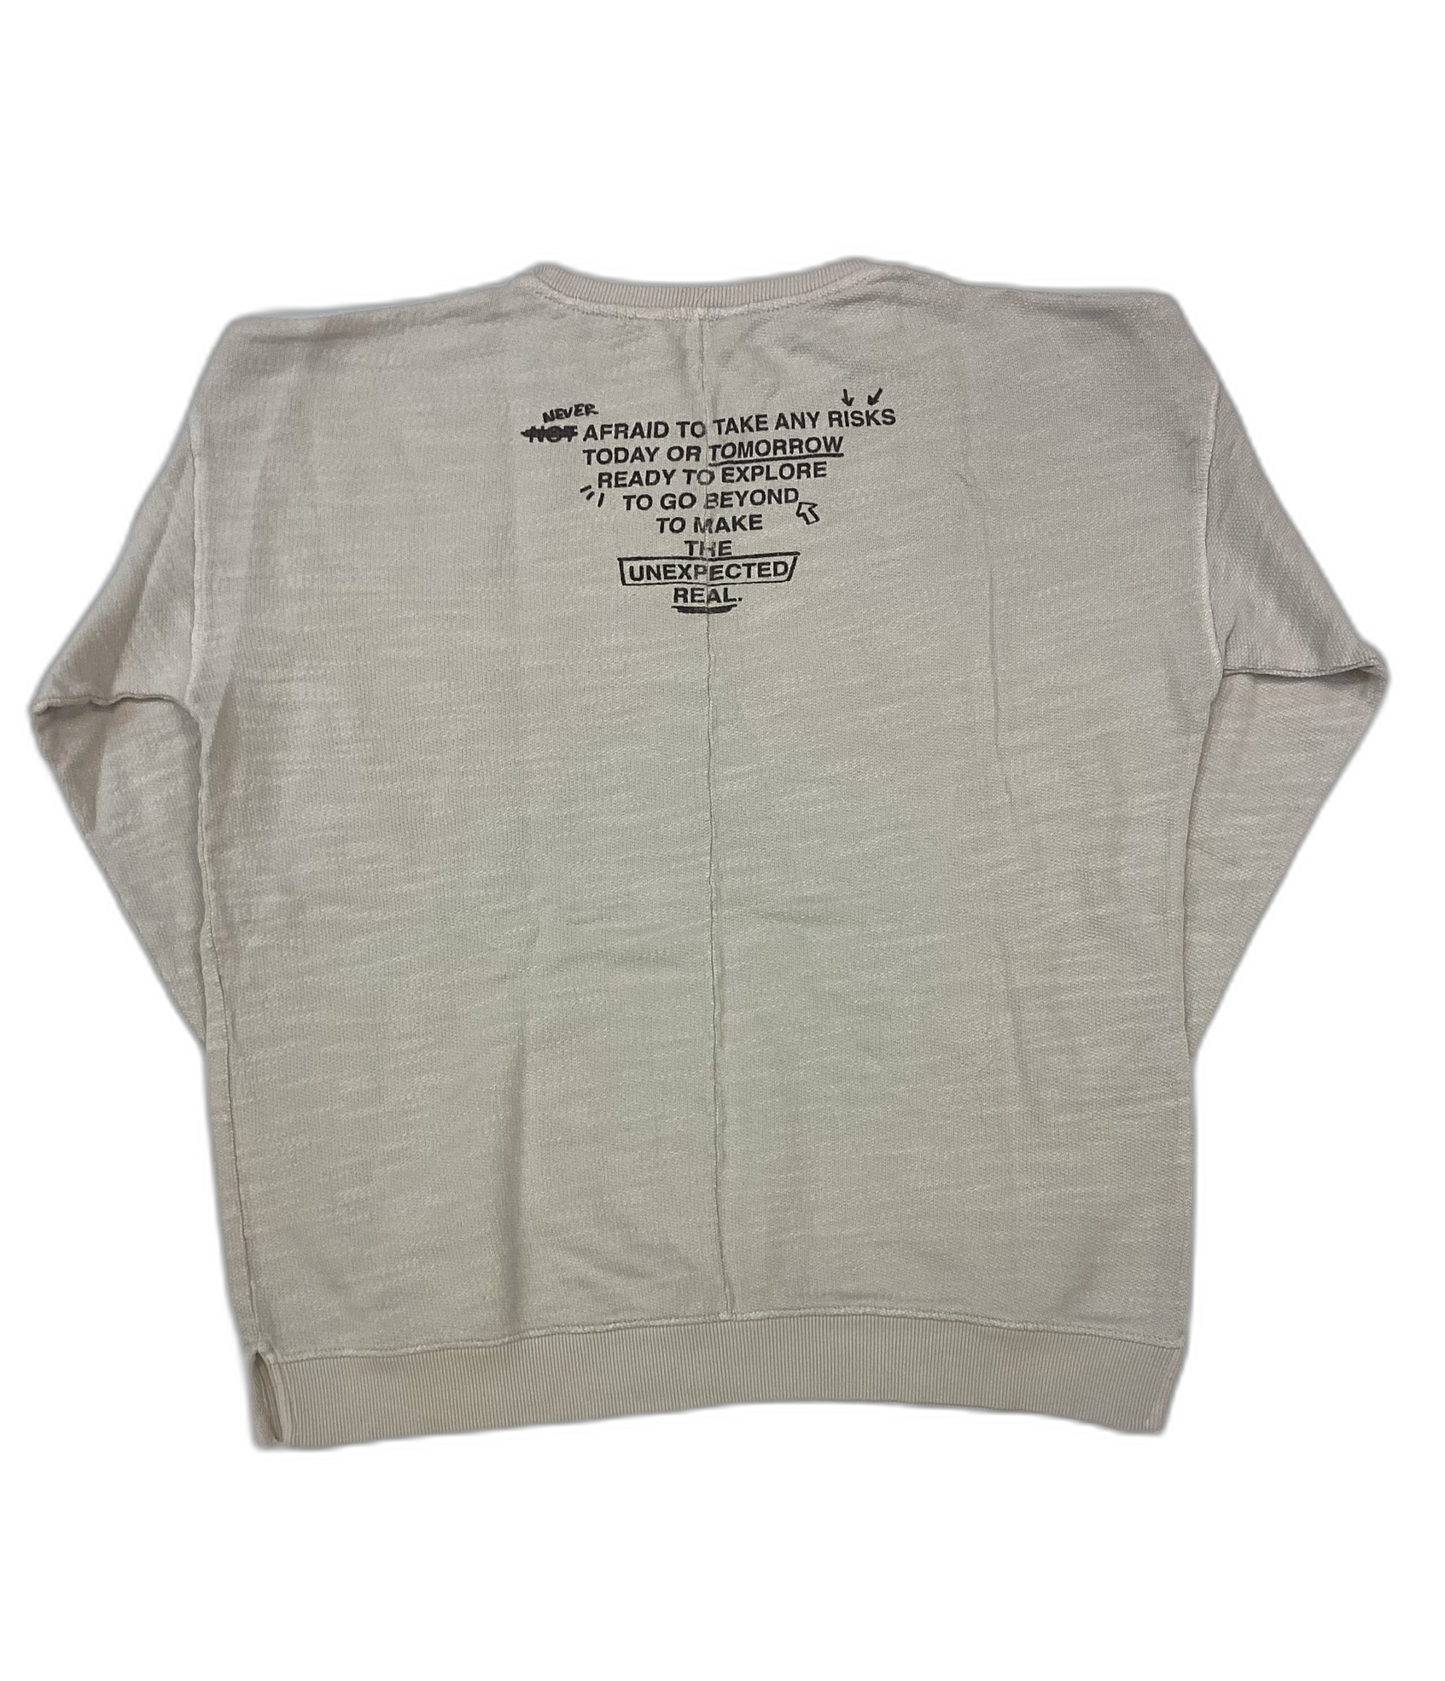 NEVER
NOT AFRAID TO TAKE ANY RISKS
TODAY OR TOMORROW
READY TO EXPLORE
TO GO BEYOND
TO MAKE
THE
UNEXPECTED
REAL.